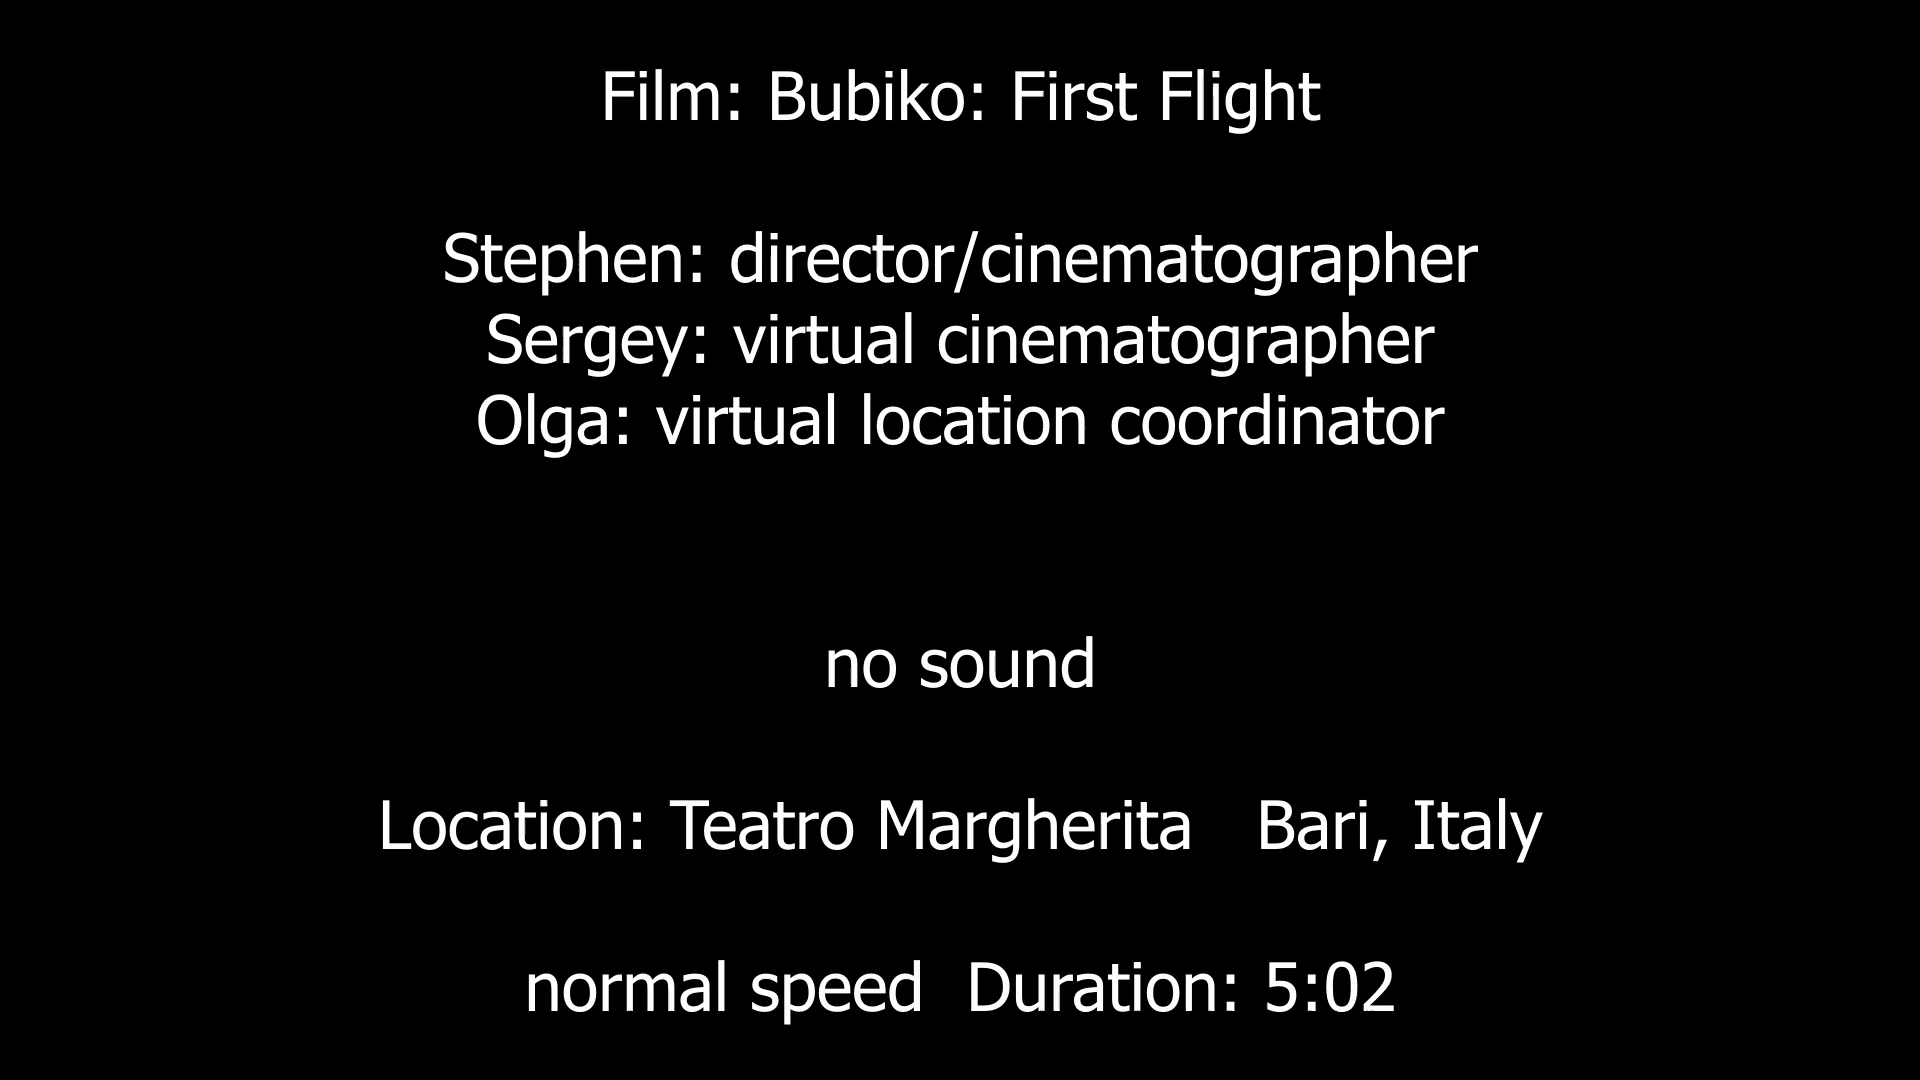 Film: Bubiko: First Flight
Stephen: director/cinematographer
Sergey: virtual cinematographer
Olga: virtual location coordinator
no sound
Location: Teatro Margherita   Bari, Italy
normal speed  Duration: 5:02